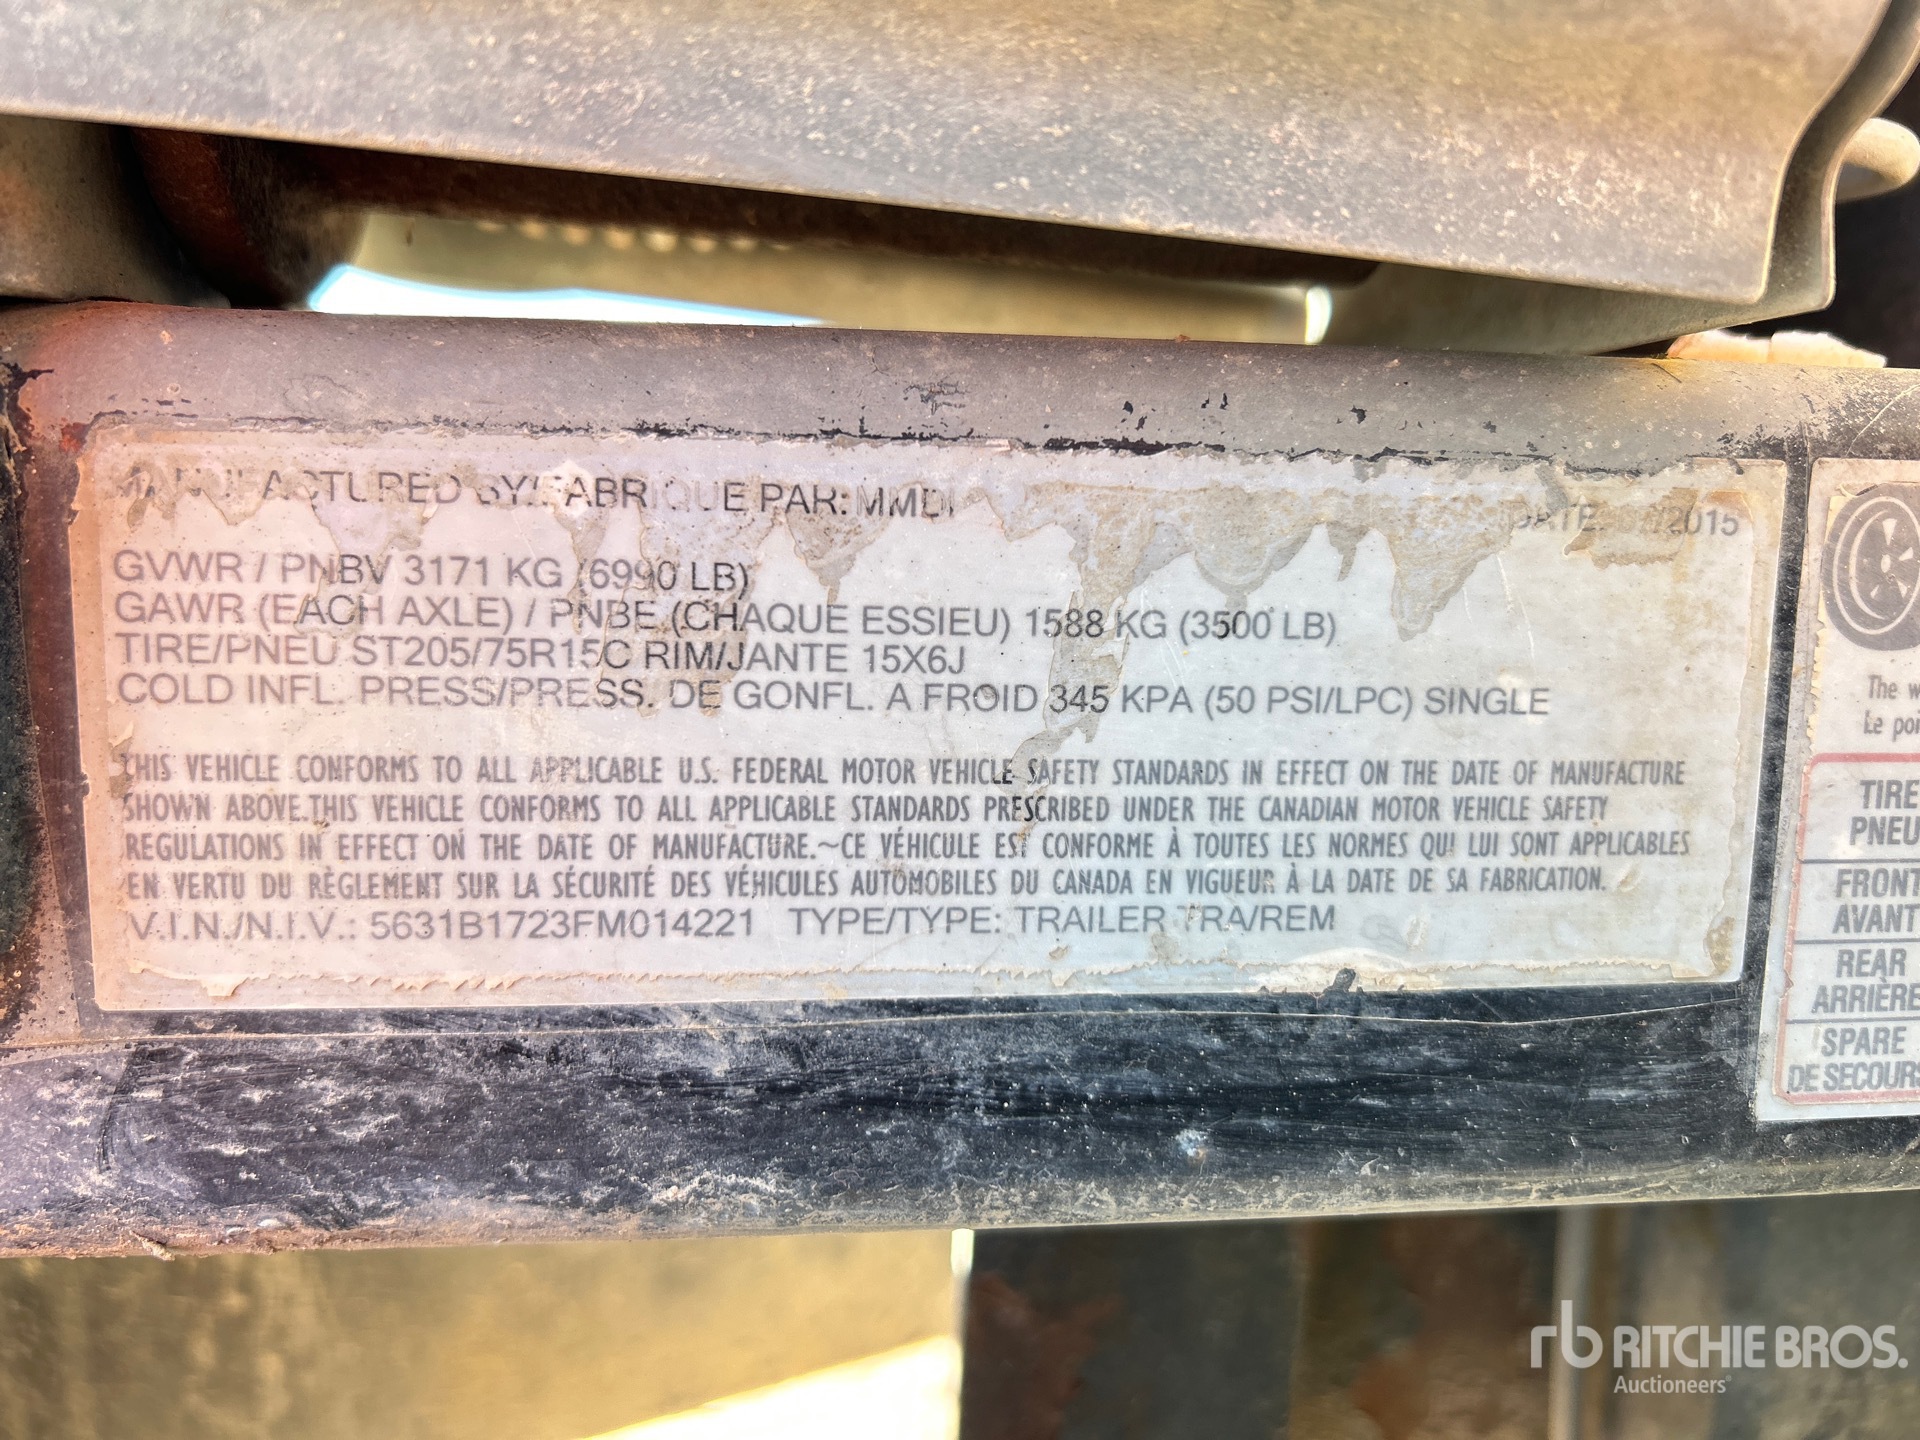 MANUFACTURED BY/FABRIQUE PAR: MMDI
DATE: /2015
GVWR / PNBV 3171 KG (6990 LB)
GAWR (EACH AXLE) / PNBE (CHAQUE ESSIEU) 1588 KG (3500 LB)
TIRE/PNEU ST205/75R15C RIM/JANTE 15X6J
COLD INFL. PRESS/PRESS. DE GONFL. A FROID 345 KPA (50 PSI/LPC) SINGLE
THIS VEHICLE CONFORMS TO ALL APPLICABLE U.S. FEDERAL MOTOR VEHICLE SAFETY STANDARDS IN EFFECT ON THE DATE OF MANUFACTURE
SHOWN ABOVE.THIS VEHICLE CONFORMS TO ALL APPLICABLE STANDARDS PRESCRIBED UNDER THE CANADIAN MOTOR VEHICLE SAFETY
REGULATIONS IN EFFECT ON THE DATE OF MANUFACTURE.~CE VÉHICULE EST CONFORME À TOUTES LES NORMES QUI LUI SONT APPLICABLES
EN VERTU DU RÈGLEMENT SUR LA SÉCURITÉ DES VÉHICULES AUTOMOBILES DU CANADA EN VIGUEUR À LA DATE DE SA FABRICATION.
V.I.N./N.I.V.: 5631B1723FM014221 TYPE/TYPE: TRAILER TRA/REM
The
Le
TIRE
PNEU
FRONT
AVANT
REAR
ARRIÈRE
SPARE
DE SECOURS
rb RITCHIE BROS.
Auctioneers